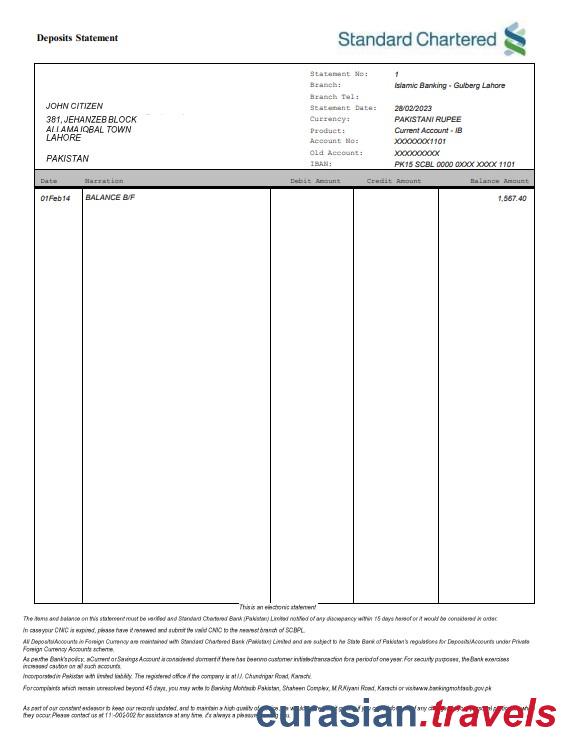 Deposits Statement
Standard Chartered
Statement No: 1
Branch: Islamic Banking - Gulberg Lahore
Branch Tel:
JOHN CITIZEN
Statement Date: 28/02/2023
381, JEHANZEB BLOCK
Currency: PAKISTANI RUPEE
ALLAMA IQBAL TOWN
Product: Current Account - IB
LAHORE
Account No: XXXXXXX1101
Old Account: XXXXXXXXX
PAKISTAN
IBAN: PK15 SCBL 0000 0XXX XXXX 1101
Date Narration Debit Amount Credit Amount Balance Amount
01Feb14 BALANCE B/F 1,567.40
This is an electronic statement
The items and balance on this statement must be verified and Standard Chartered Bank (Pakistan) Limited notified of any discrepancy within 15 days hereof or it would be considered in order.
In case your CNIC is expired, please have it renewed and submit the valid CNIC to the nearest branch of SCBPL.
All Deposits/Accounts in Foreign Currency are maintained with Standard Chartered Bank (Pakistan) Limited and are subject to he State Bank of Pakistan's regulations for Deposits/Accounts under Private
Foreign Currency Accounts scheme.
As per the Bank's policy, a Current or Savings Account is considered dormant if there has been no customer initiated transaction for a period of one year. For security purposes, the Bank exercises
increased caution on all such accounts.
Incorporated in Pakistan with limited liability. The registered office if the company is at I.I. Chundrigar Road, Karachi.
For complaints which remain unresolved beyond 45 days, you may write to Banking Mohtasib Pakistan, Shaheen Complex, M.R.Kiyani Road, Karachi or visit www.bankingmohtasib.gov.pk
As part of our constant endeavor to keep our records updated, and to maintain a high quality of
they occur. Please contact us at 111-002-002 for assistance at any time, it's always a pleasure
eurasian.travels